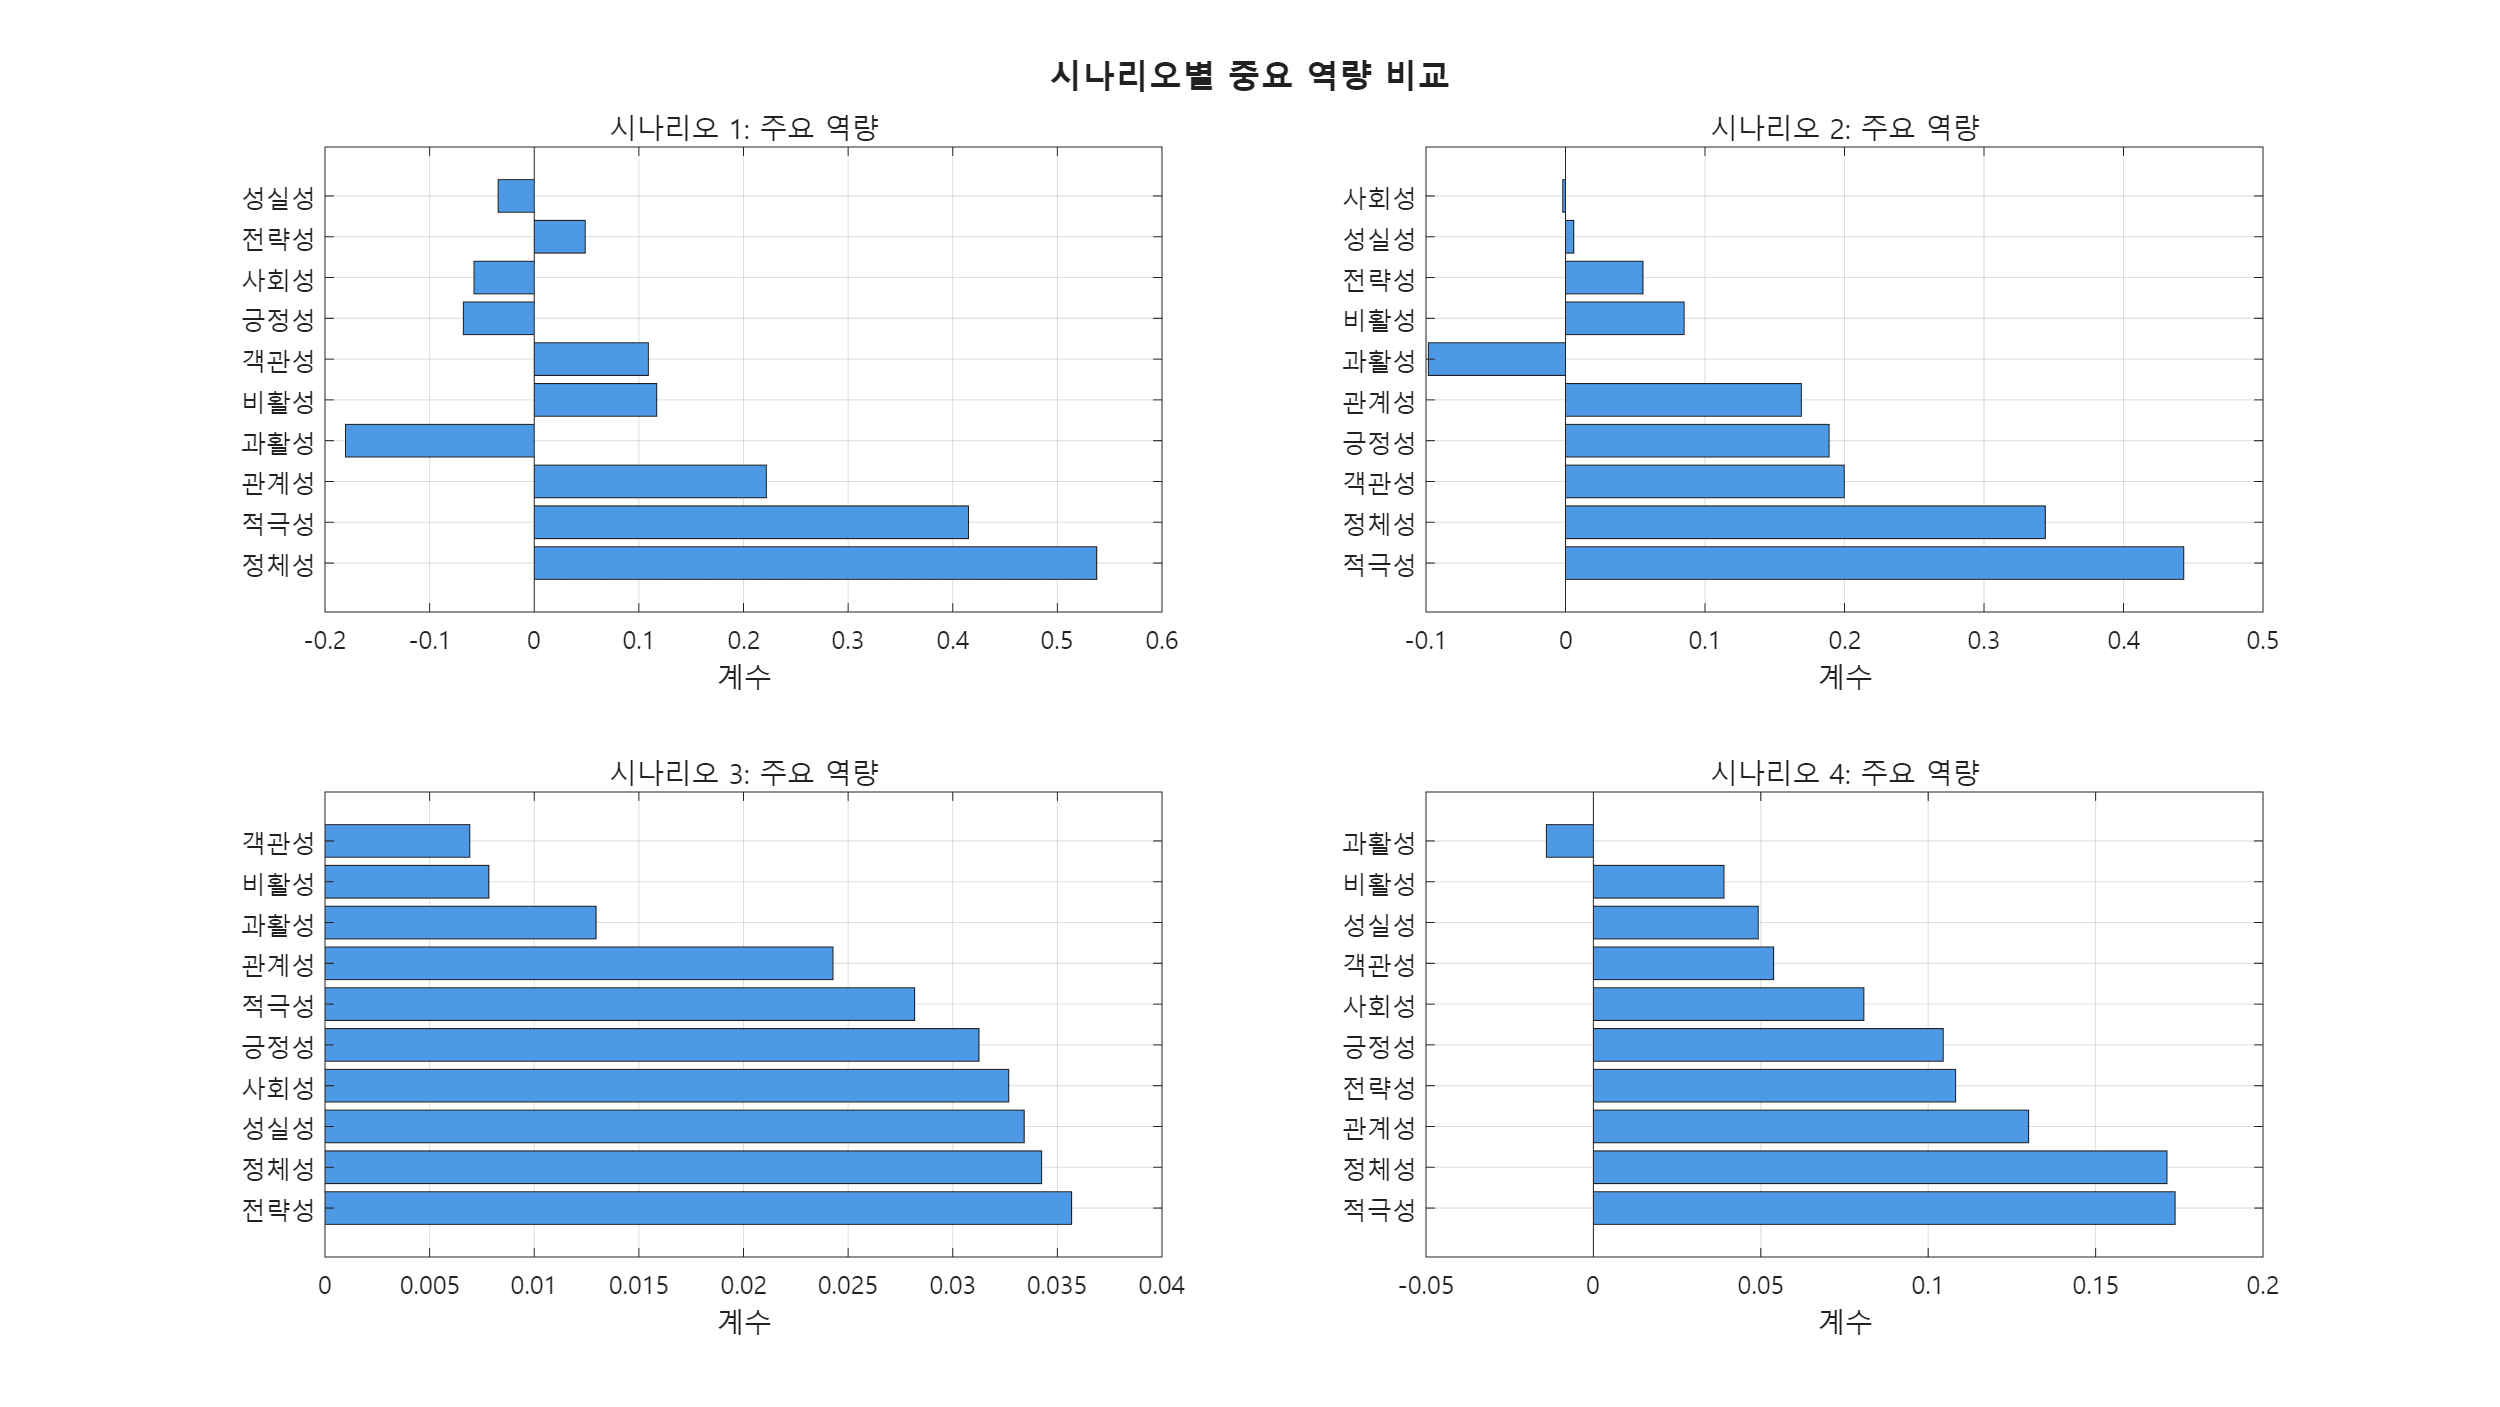 시나리오별 중요 역량 비교
시나리오 1: 주요 역량
성실성
전략성
사회성
긍정성
객관성
비활성
과활성
관계성
적극성
정체성
-0.2 -0.1 0 0.1 0.2 0.3 0.4 0.5 0.6
계수
시나리오 2: 주요 역량
사회성
성실성
전략성
비활성
과활성
관계성
긍정성
객관성
정체성
적극성
-0.1 0 0.1 0.2 0.3 0.4 0.5
계수
시나리오 3: 주요 역량
객관성
비활성
과활성
관계성
적극성
긍정성
사회성
성실성
정체성
전략성
0 0.005 0.01 0.015 0.02 0.025 0.03 0.035 0.04
계수
시나리오 4: 주요 역량
과활성
비활성
성실성
객관성
사회성
긍정성
전략성
관계성
정체성
적극성
-0.05 0 0.05 0.1 0.15 0.2
계수